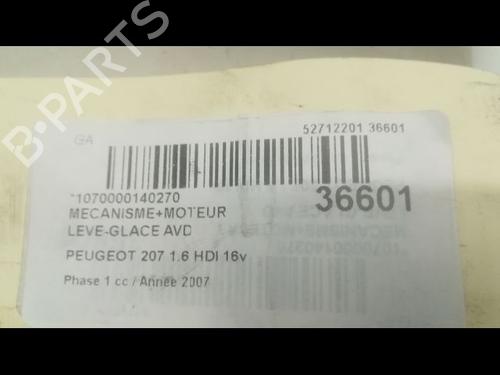 B-PARTS
GA
52712201 36601
*1070000140270
36601
MECANISME+MOTEUR
LEVE-GLACE AVD
PEUGEOT 207 1.6 HDI 16v
Phase 1 cc / Année 2007